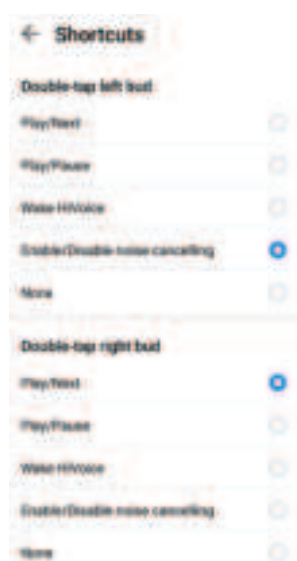 Shortcuts
Double-tap left bud
Play/Next
Play/Pause
Wake HiVoice
Enable/Disable noise cancelling
None
Double-tap right bud
Play/Next
Play/Pause
Wake HiVoice
Enable/Disable noise cancelling
None